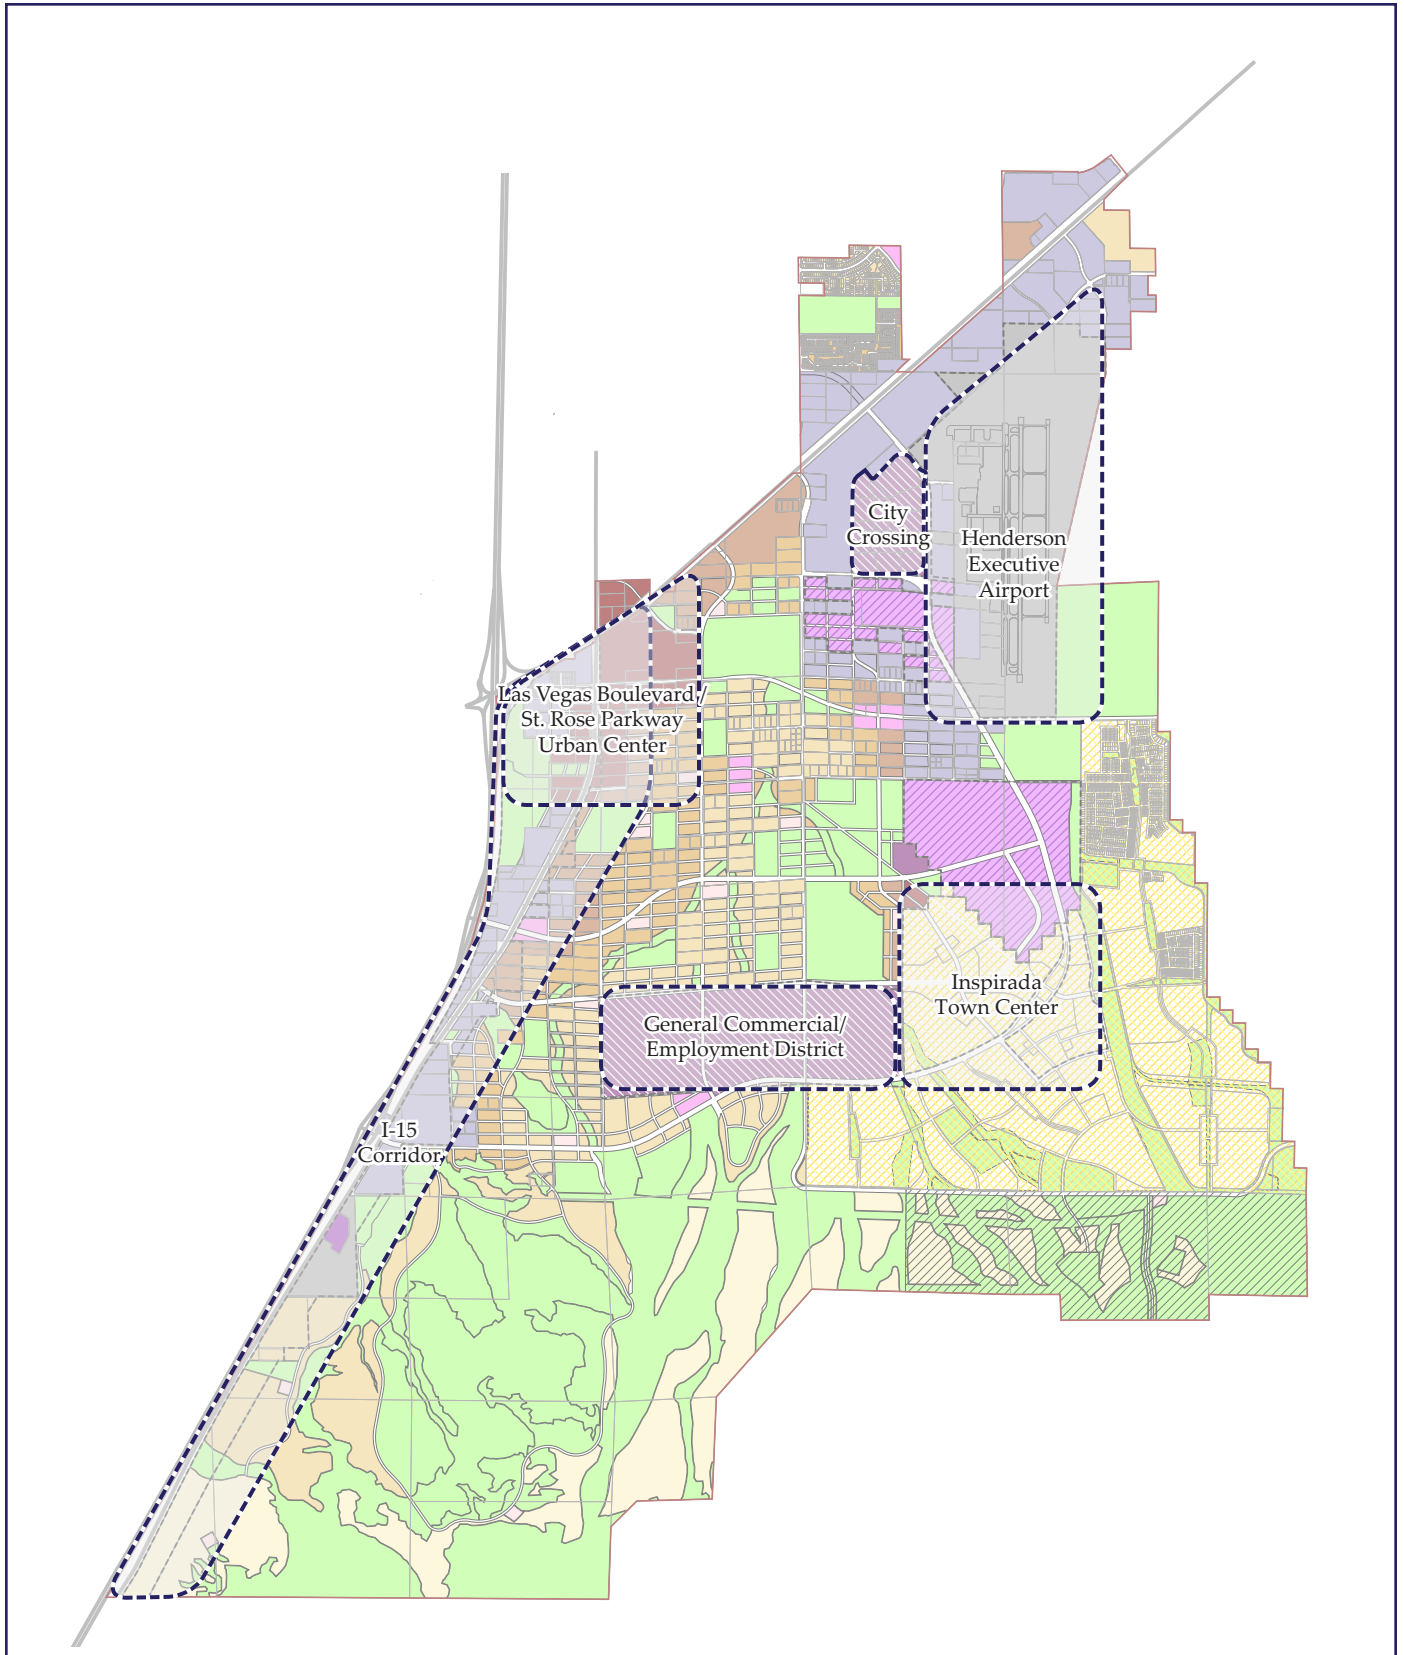 City
Crossing
Henderson
Executive
Airport
Las Vegas Boulevard /
St. Rose Parkway
Urban Center
Inspirada
Town Center
General Commercial/
Employment District
I-15
Corridor